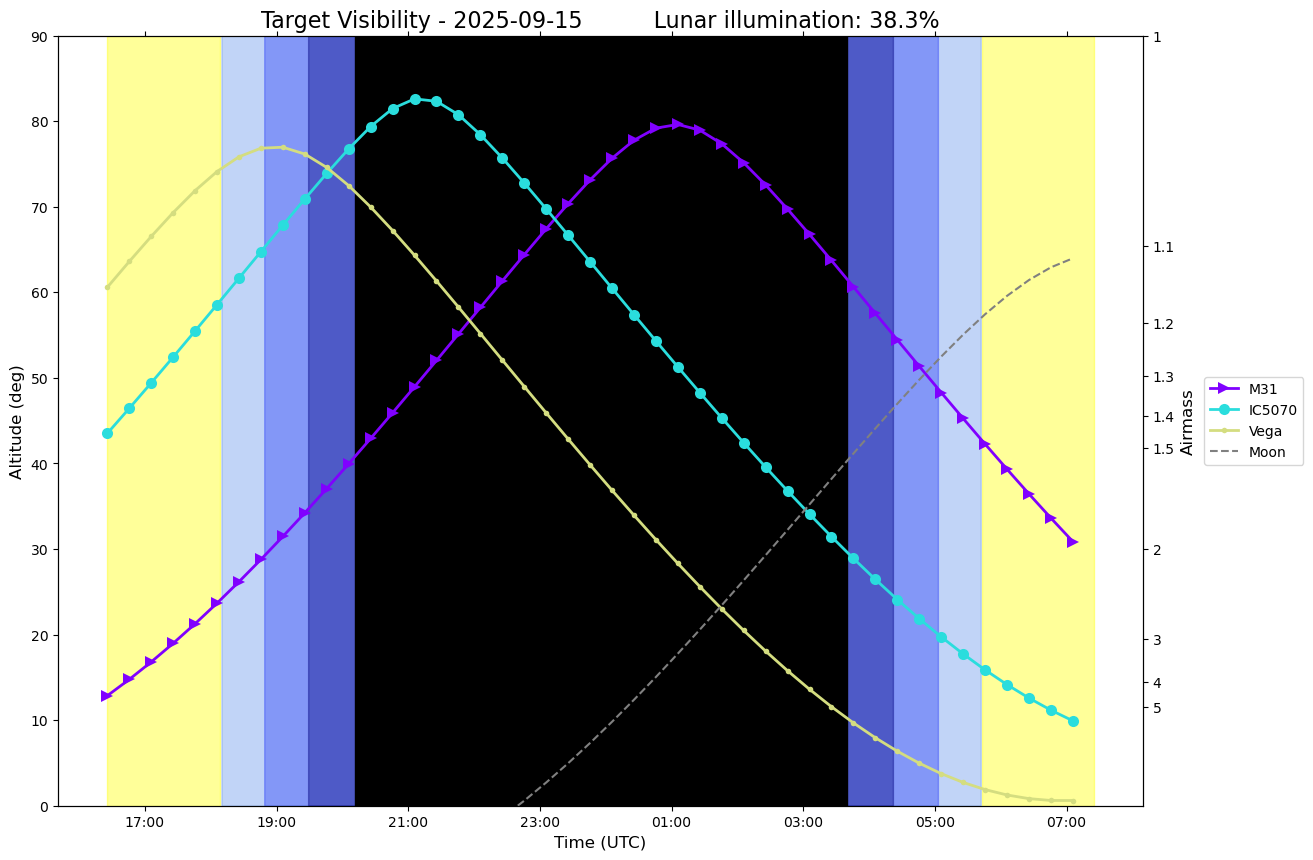 Target Visibility - 2025-09-15 Lunar illumination: 38.3%
90
80
70
60
50
40
30
20
10
0
Altitude (deg)
17:00 19:00 21:00 23:00 01:00 03:00 05:00 07:00
Time (UTC)
1
1.1
1.2
1.3
1.4
1.5
2
3
4
5
Airmass
M31
IC5070
Vega
Moon